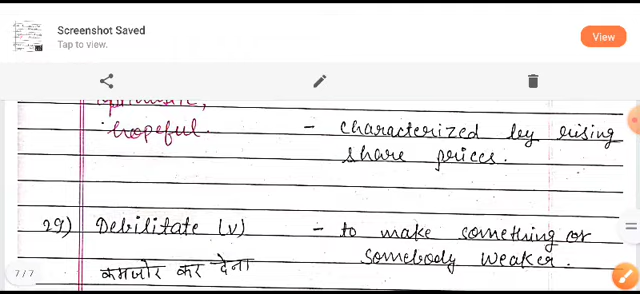 Screenshot Saved
Tap to view.
View
optimistic,
hopeful. - characterized by rising
share prices.
29) Debilitate (v) - to make something or
somebody weaker.
कमजोर कर देना
7/7